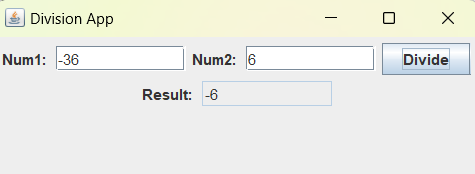 Division App
Num1: -36 Num2: 6 Divide
Result: -6